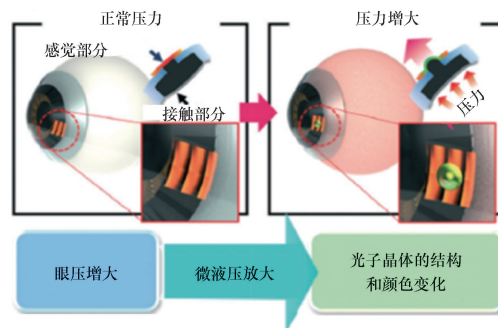 正常压力
压力增大
感觉部分
接触部分
压力
眼压增大
微液压放大
光子晶体的结构
和颜色变化